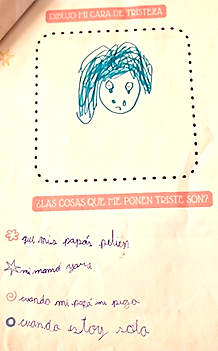 DIBUJO MI CARA DE TRISTEZA
¿LAS COSAS QUE ME PONEN TRISTE SON?
que mis papás pelien
mi mamá
cuando mi papá me pega
cuando estoy sola